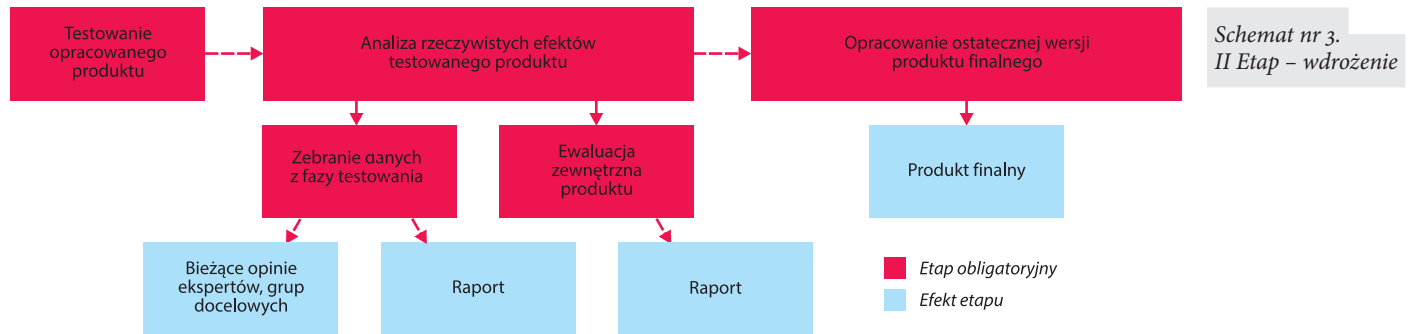 Testowanie
opracowanego
produktu
Analiza rzeczywistych efektów
testowanego produktu
Opracowanie ostatecznej wersji
produktu finalnego
Schemat nr 3.
II Etap – wdrożenie
Zebranie danych
z fazy testowania
Ewaluacja
zewnętrzna
produktu
Produkt finalny
Bieżące opinie
ekspertów, grup
docelowych
Raport
Raport
Etap obligatoryjny
Efekt etapu